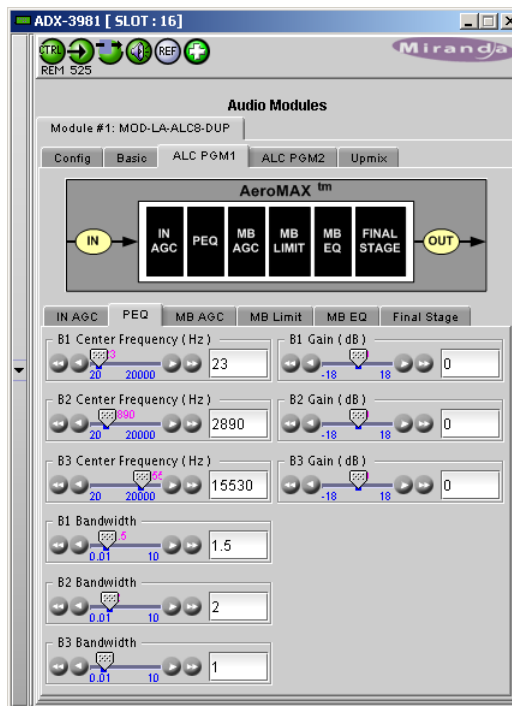 ADX-3981 [ SLOT : 16 ]
CTRL REF
REM 525
Miranda
Audio Modules
Module #1: MOD-LA-ALC8-DUP
Config Basic ALC PGM1 ALC PGM2 Upmix
AeroMAX tm
IN IN AGC PEQ MB AGC MB LIMIT MB EQ FINAL STAGE OUT
IN AGC PEQ MB AGC MB Limit MB EQ Final Stage
B1 Center Frequency ( Hz ) B1 Gain ( dB )
20 20000 23 -18 18 0
B2 Center Frequency ( Hz ) B2 Gain ( dB )
20 20000 2890 -18 18 0
B3 Center Frequency ( Hz ) B3 Gain ( dB )
20 20000 15530 -18 18 0
B1 Bandwidth
0.01 10 1.5
B2 Bandwidth
0.01 10 2
B3 Bandwidth
0.01 10 1